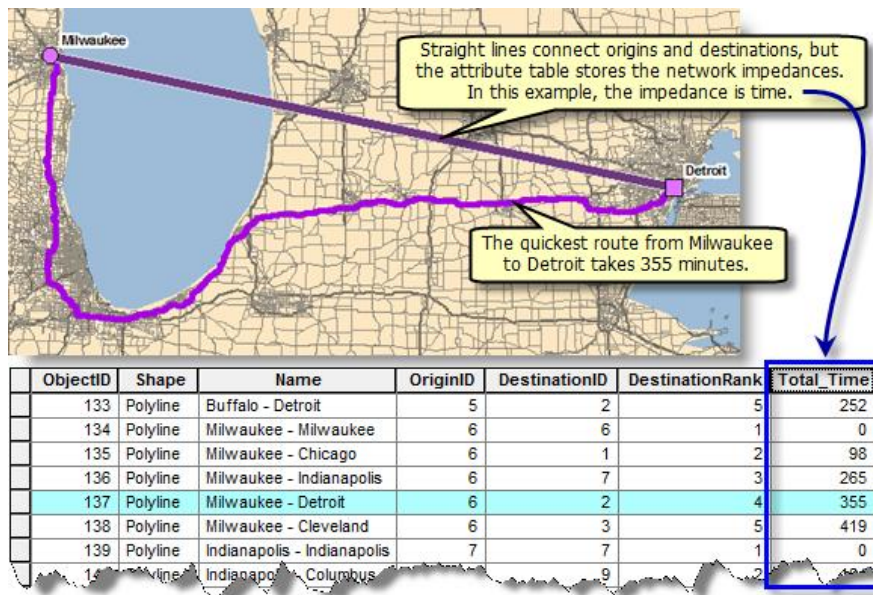 Milwaukee
Straight lines connect origins and destinations, but
the attribute table stores the network impedances.
In this example, the impedance is time.
Detroit
The quickest route from Milwaukee
to Detroit takes 355 minutes.
ObjectID Shape Name OriginID DestinationID DestinationRank Total_Time
133 Polyline Buffalo - Detroit 5 2 5 252
134 Polyline Milwaukee - Milwaukee 6 6 1 0
135 Polyline Milwaukee - Chicago 6 1 2 98
136 Polyline Milwaukee - Indianapolis 6 7 3 265
137 Polyline Milwaukee - Detroit 6 2 4 355
138 Polyline Milwaukee - Cleveland 6 3 5 419
139 Polyline Indianapolis - Indianapolis 7 7 1 0
Columbus 9 2